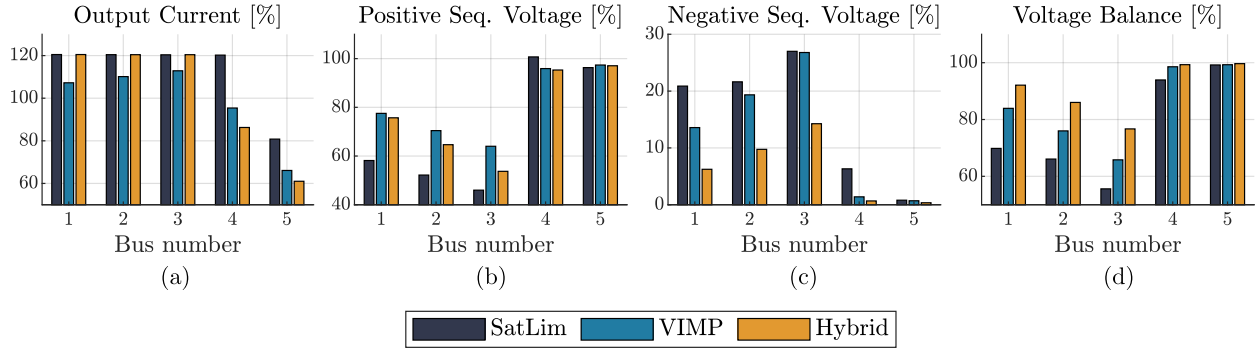 Output Current [%]
120
100
80
60
1 2 3 4 5
Bus number
(a)
Positive Seq. Voltage [%]
100
80
60
40
1 2 3 4 5
Bus number
(b)
Negative Seq. Voltage [%]
30
20
10
0
1 2 3 4 5
Bus number
(c)
Voltage Balance [%]
100
80
60
1 2 3 4 5
Bus number
(d)
SatLim VIMP Hybrid